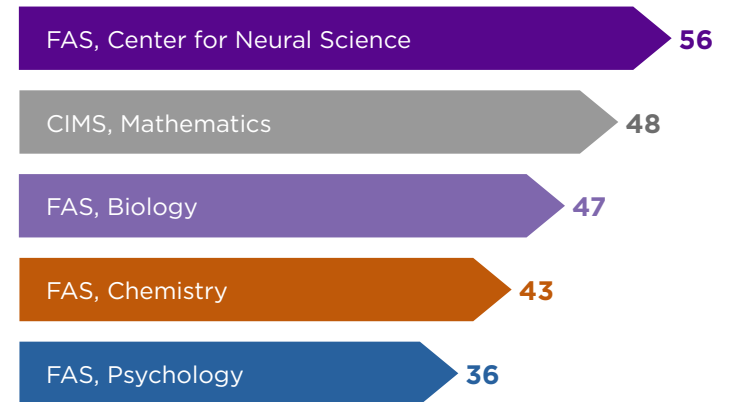 FAS, Center for Neural Science 56
CIMS, Mathematics 48
FAS, Biology 47
FAS, Chemistry 43
FAS, Psychology 36